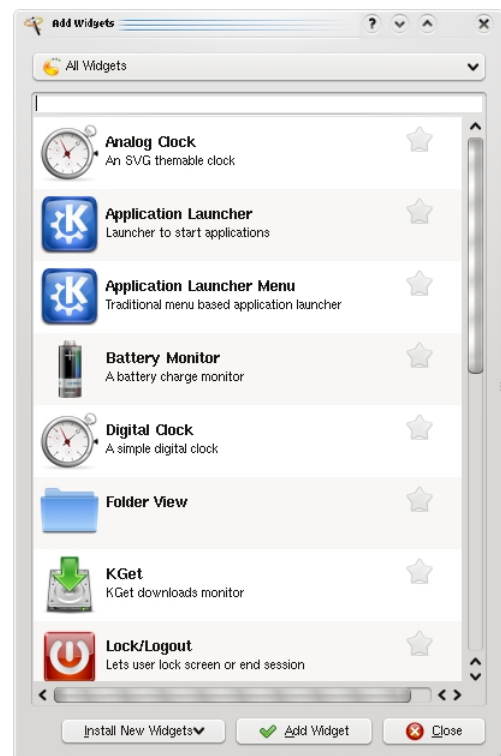 Add Widgets
All Widgets
Analog Clock
An SVG themable clock
Application Launcher
Launcher to start applications
Application Launcher Menu
Traditional menu based application launcher
Battery Monitor
A battery charge monitor
Digital Clock
A simple digital clock
Folder View
KGet
KGet downloads monitor
Lock/Logout
Lets user lock screen or end session
Install New Widgets
Add Widget
Close